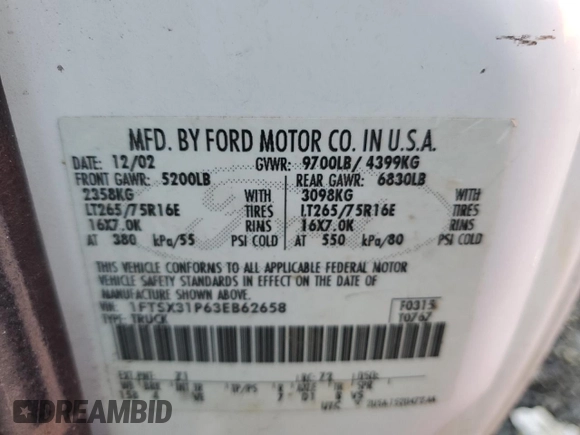 MFD. BY FORD MOTOR CO. IN U.S.A.
DATE: 12/02 GVWR: 9700LB/ 4399KG
FRONT GAWR: 5200LB REAR GAWR: 6830LB
2358KG WITH 3098KG WITH
LT265/75R16E TIRES LT265/75R16E TIRES
16X7.0K RIMS 16X7.0K RIMS
AT 380 kPa/55 PSI COLD AT 550 kPa/80 PSI COLD
THIS VEHICLE CONFORMS TO ALL APPLICABLE FEDERAL MOTOR
VEHICLE SAFETY STANDARDS IN EFFECT ON THE DATE OF
MANUFACTURE SHOWN ABOVE.
VIN: 1FTSX31P63EB62658 F0315
TYPE: TRUCK T0767
AUTOBIDMASTER
DREAMBID